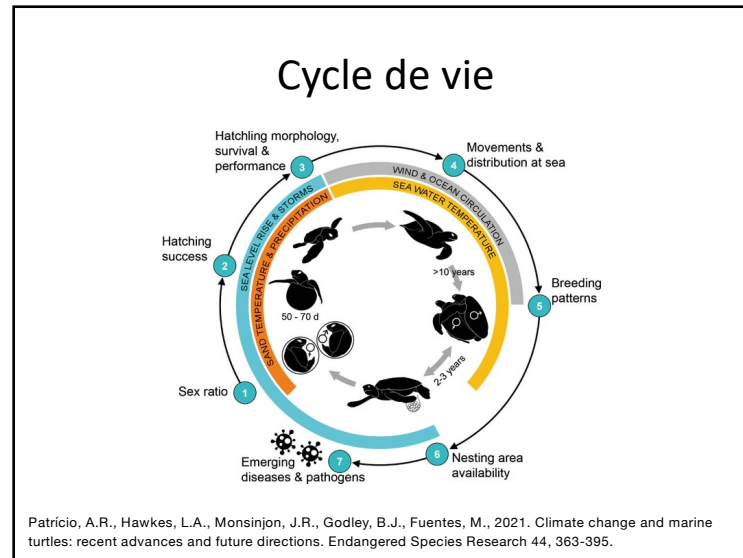 Cycle de vie
Hatchling morphology,
survival &
performance
3
4
Movements &
distribution at sea
WIND & OCEAN CIRCULATION
SEA WATER TEMPERATURE
SEA LEVEL RISE & STORMS
SAND TEMPERATURE & PRECIPITATION
Hatching
success
2
>10 years
Breeding
patterns
5
50 - 70 d
♀
♂
♀
♂
2-3 years
Sex ratio
1
Emerging
diseases & pathogens
7
6
Nesting area
availability
Patrício, A.R., Hawkes, L.A., Monsinjon, J.R., Godley, B.J., Fuentes, M., 2021. Climate change and marine
turtles: recent advances and future directions. Endangered Species Research 44, 363-395.